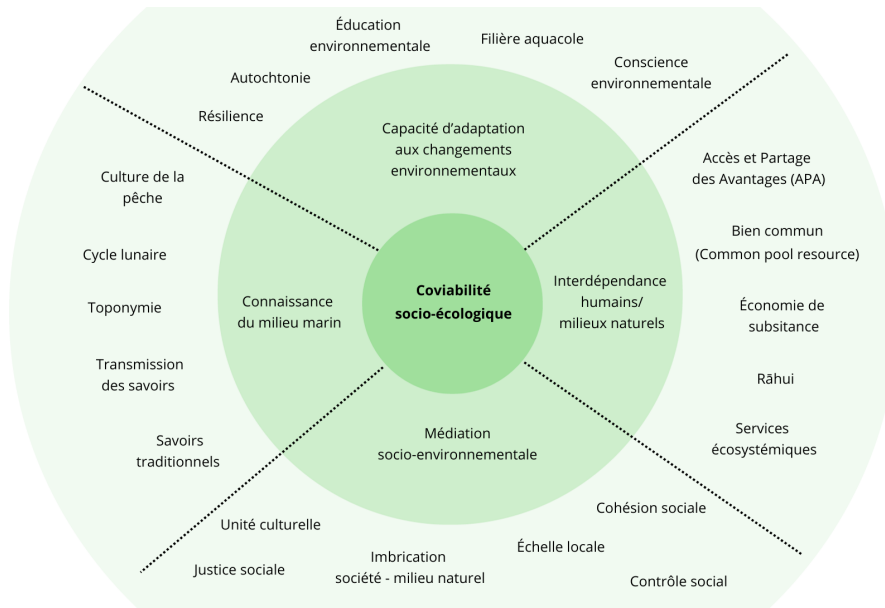 Éducation
environnementale
Filière aquacole
Conscience
environnementale
Autochtonie
Résilience
Capacité d'adaptation
aux changements
environnementaux
Culture de la
pêche
Cycle lunaire
Toponymie
Transmission
des savoirs
Savoirs
traditionnels
Connaissance
du milieu marin
Coviabilité
socio-écologique
Interdépendance
humains/
milieux naturels
Accès et Partage
des Avantages (APA)
Bien commun
(Common pool resource)
Économie de
subsitance
Rāhui
Services
écosystémiques
Médiation
socio-environnementale
Unité culturelle
Justice sociale
Imbrication
société - milieu naturel
Échelle locale
Cohésion sociale
Contrôle social